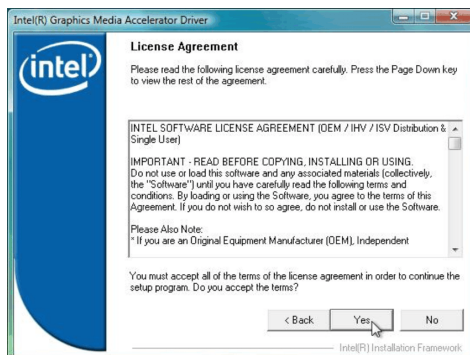 Intel(R) Graphics Media Accelerator Driver
intel
License Agreement
Please read the following license agreement carefully. Press the Page Down key
to view the rest of the agreement.
INTEL SOFTWARE LICENSE AGREEMENT (OEM / IHV / ISV Distribution &
Single User)
IMPORTANT - READ BEFORE COPYING, INSTALLING OR USING.
Do not use or load this software and any associated materials (collectively,
the "Software") until you have carefully read the following terms and
conditions. By loading or using the Software, you agree to the terms of this
Agreement. If you do not wish to so agree, do not install or use the Software.
Please Also Note:
* If you are an Original Equipment Manufacturer (OEM), Independent
You must accept all of the terms of the license agreement in order to continue the
setup program. Do you accept the terms?
< Back Yes No
Intel(R) Installation Framework